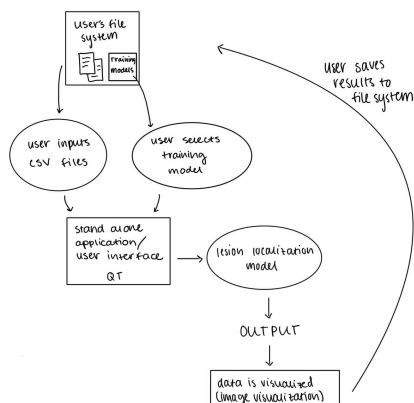 user's file
system
training
models
user saves
results to
file system
user inputs
CSV files
user selects
training
model
stand alone
application/
user interface
QT
lesion localization
model
OUTPUT
data is visualized
(image visualization)